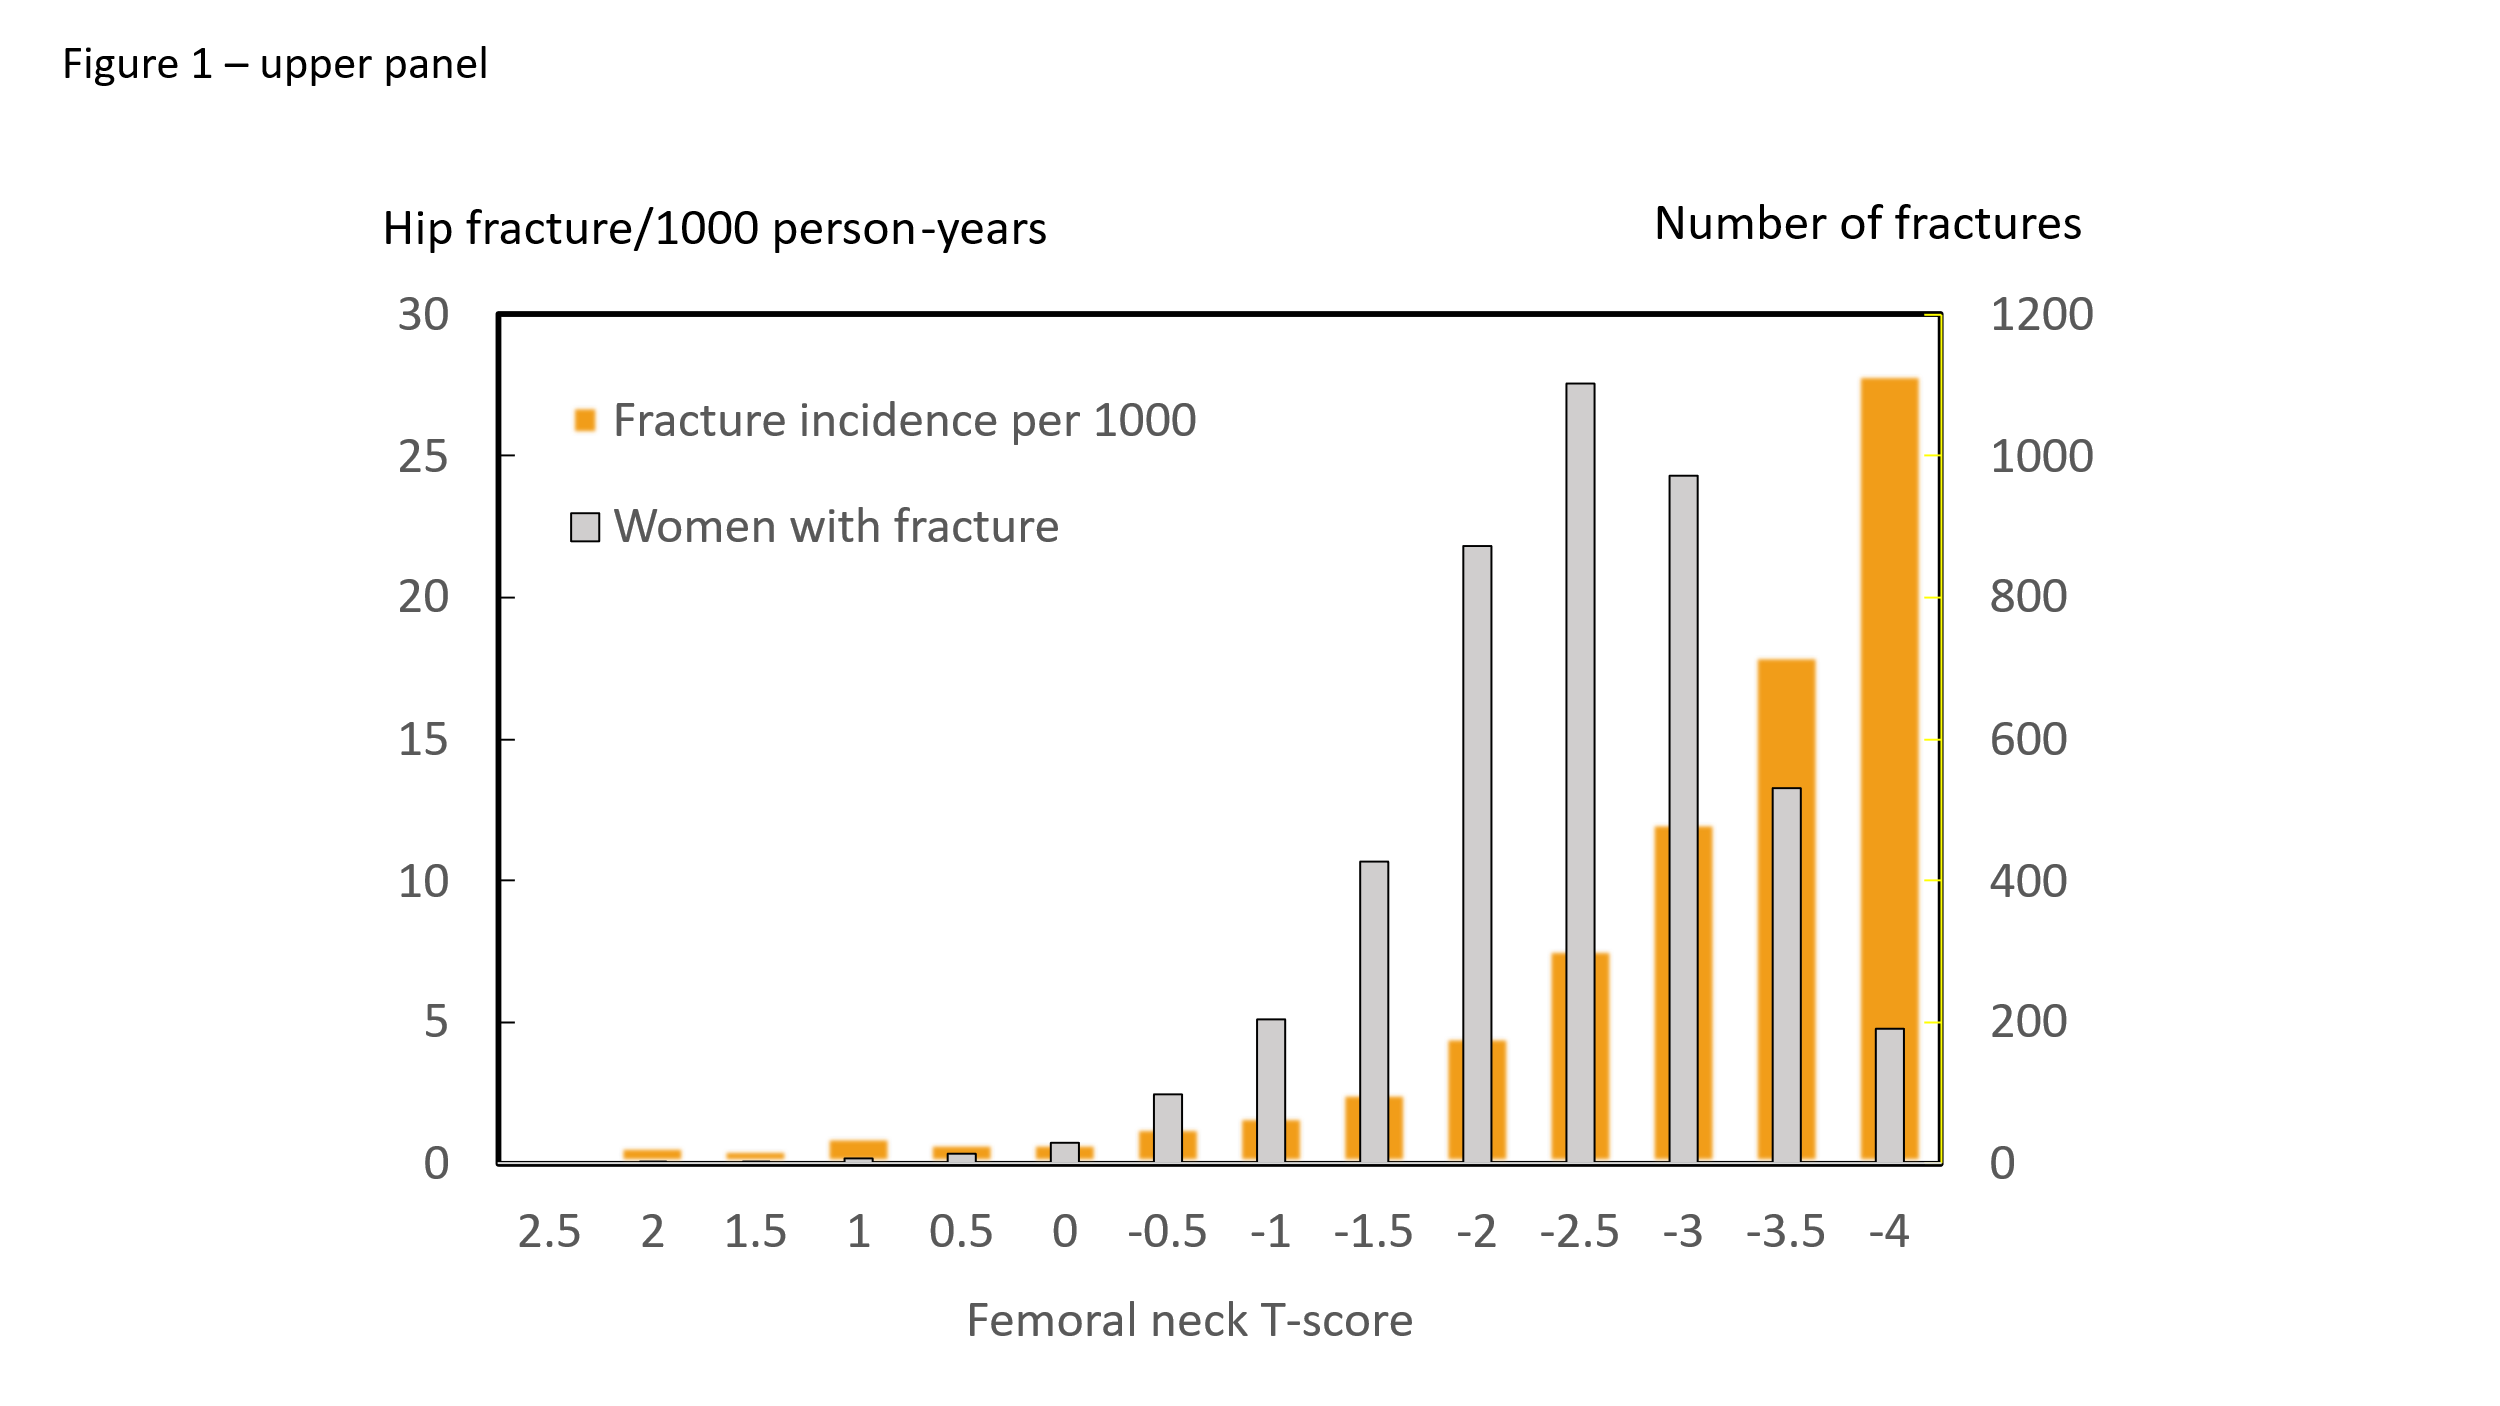 Figure 1 – upper panel
Hip fracture/1000 person-years
Number of fractures
30
25
20
15
10
5
0
Fracture incidence per 1000
Women with fracture
1200
1000
800
600
400
200
0
2.5 2 1.5 1 0.5 0 -0.5 -1 -1.5 -2 -2.5 -3 -3.5 -4
Femoral neck T-score